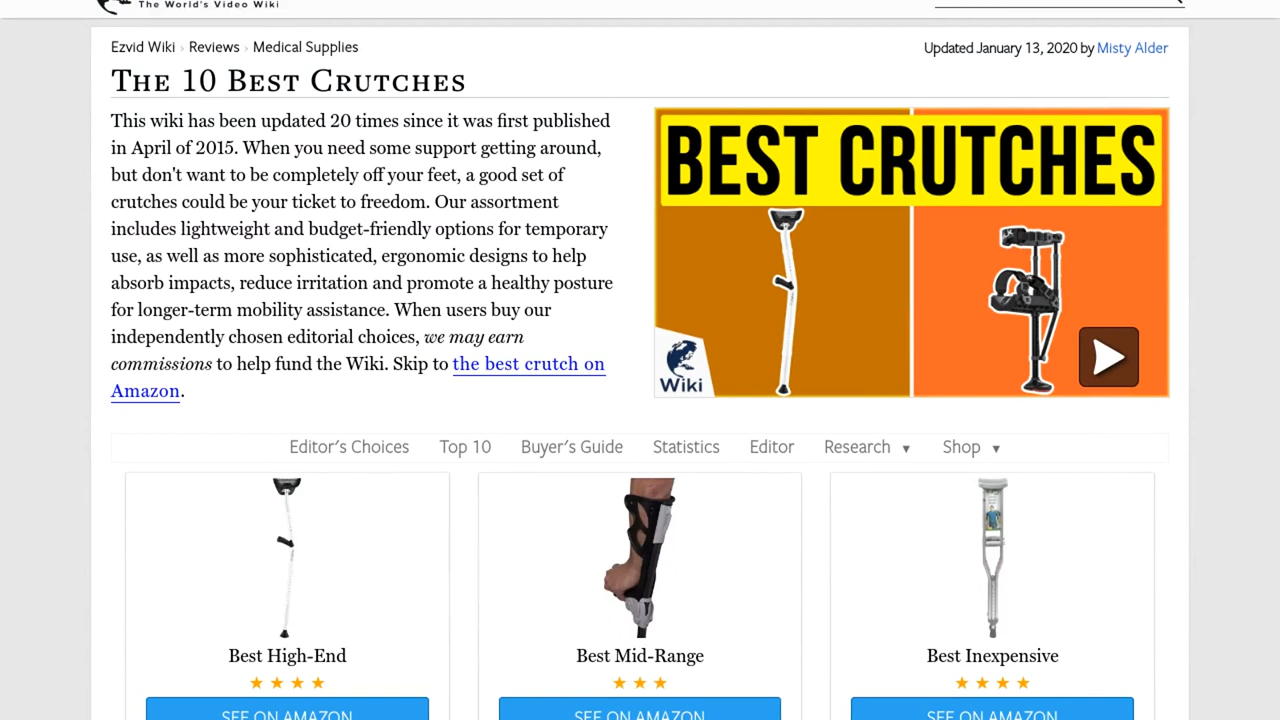 The World's Video Wiki
Ezvid Wiki › Reviews › Medical Supplies
Updated January 13, 2020 by Misty Alder
The 10 Best Crutches
This wiki has been updated 20 times since it was first published
in April of 2015. When you need some support getting around,
but don't want to be completely off your feet, a good set of
crutches could be your ticket to freedom. Our assortment
includes lightweight and budget-friendly options for temporary
use, as well as more sophisticated, ergonomic designs to help
absorb impacts, reduce irritation and promote a healthy posture
for longer-term mobility assistance. When users buy our
independently chosen editorial choices, we may earn
commissions to help fund the Wiki. Skip to the best crutch on
Amazon.
BEST CRUTCHES
Wiki
Editor's Choices Top 10 Buyer's Guide Statistics Editor Research ▼ Shop ▼
Best High-End
Best Mid-Range
Best Inexpensive
SEE ON AMAZON
SEE ON AMAZON
SEE ON AMAZON